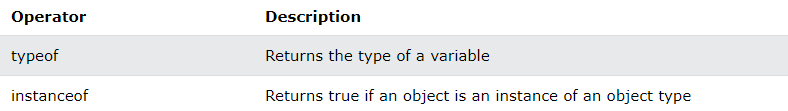 Operator Description
typeof Returns the type of a variable
instanceof Returns true if an object is an instance of an object type